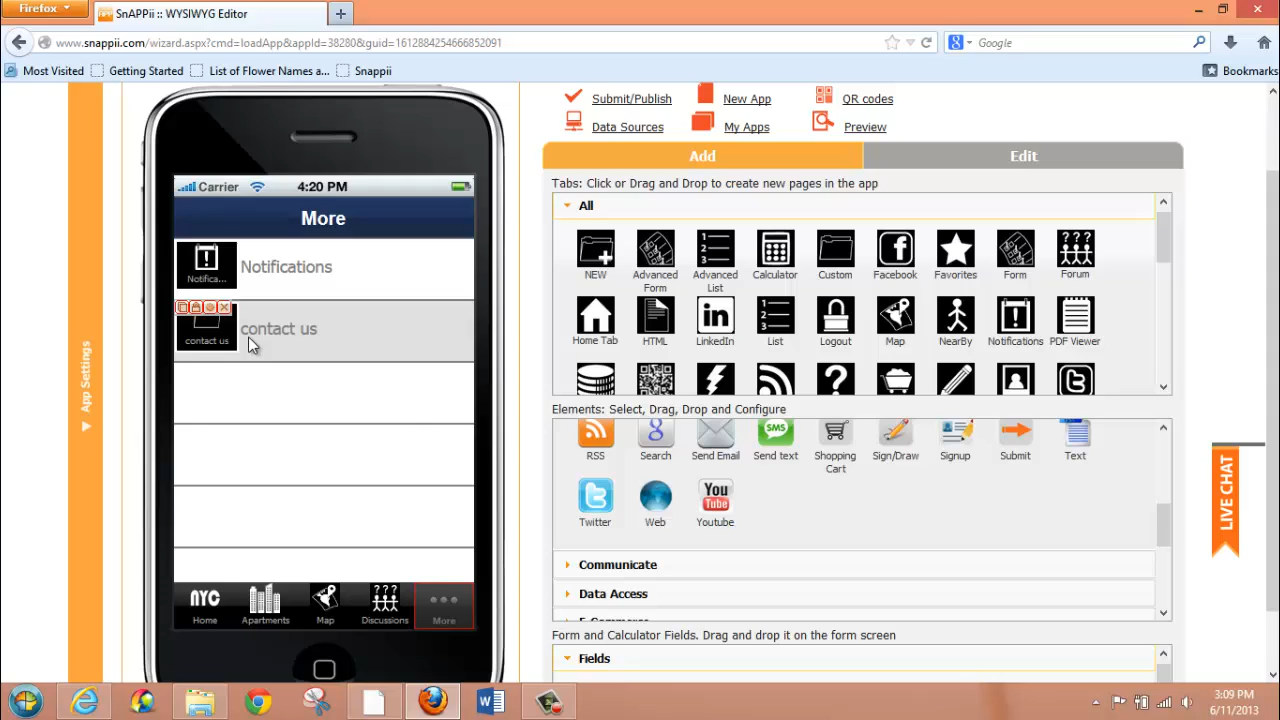 Firefox
SnAPPii :: WYSIWYG Editor
www.snappii.com/wizard.aspx?cmd=loadApp&appId=38280&guid=1612884254666852091
Google
Most Visited
Getting Started
List of Flower Names a...
Snappii
Bookmarks
Submit/Publish
New App
QR codes
Data Sources
My Apps
Preview
Add
Edit
Tabs: Click or Drag and Drop to create new pages in the app
All
NEW
Advanced Form
Advanced List
Calculator
Custom
Facebook
Favorites
Form
Forum
Home Tab
HTML
LinkedIn
List
Logout
Map
NearBy
Notifications
PDF Viewer
Elements: Select, Drag, Drop and Configure
RSS
Search
Send Email
Send text
Shopping Cart
Sign/Draw
Signup
Submit
Text
Twitter
Web
You Tube
Youtube
Communicate
Data Access
E-Commerce
Form and Calculator Fields. Drag and drop it on the form screen
Fields
App Settings
Carrier
4:20 PM
More
Notifica...
Notifications
contact us
contact us
NYC
Home
Apartments
Map
Discussions
More
LIVE CHAT
3:09 PM
6/11/2013